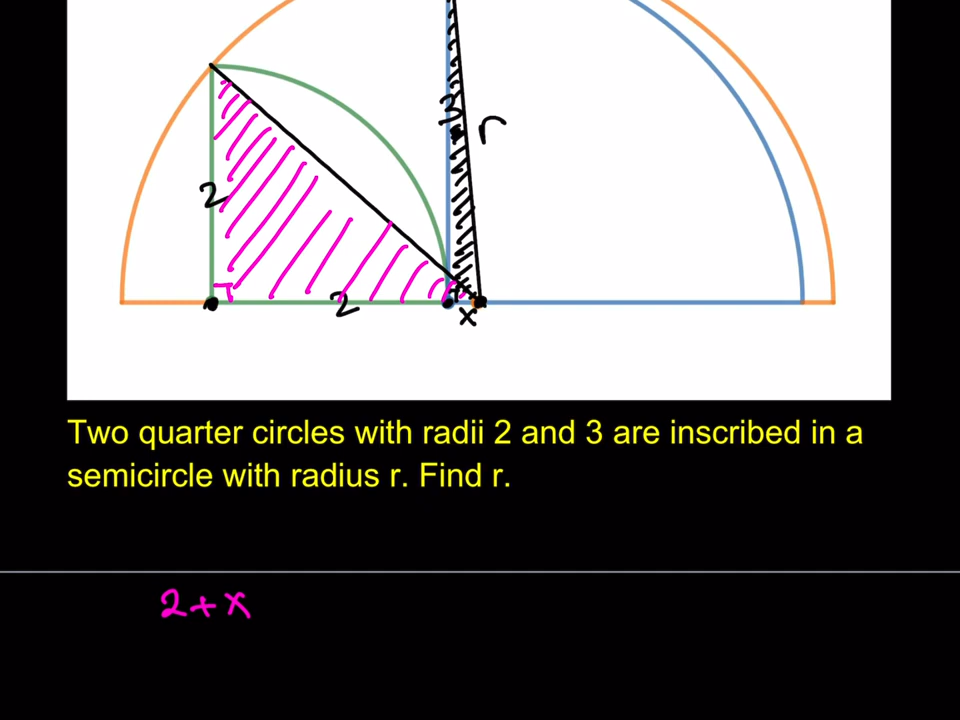 3
r
2
2
x
Two quarter circles with radii 2 and 3 are inscribed in a
semicircle with radius r. Find r.
2+x